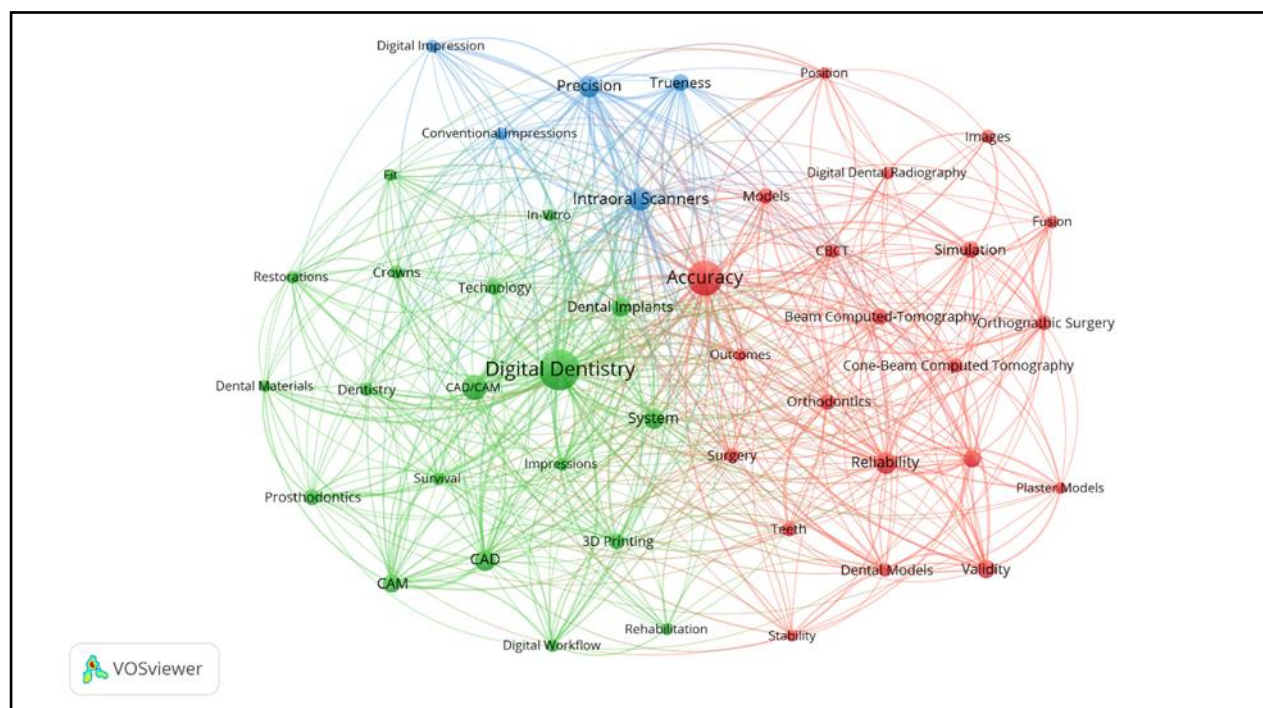 Digital Impression
Position
Precision
Trueness
Conventional Impressions
Images
Fit
Digital Dental Radiography
Intraoral Scanners
Models
In-Vitro
Fusion
CBCT
Simulation
Restorations
Crowns
Technology
Accuracy
Dental Implants
Beam Computed-Tomography
Orthognathic Surgery
Outcomes
Digital Dentistry
Cone-Beam Computed Tomography
Dental Materials
Dentistry
CAD/CAM
Orthodontics
System
Surgery
Impressions
Reliability
Survival
Prosthodontics
Plaster Models
Teeth
3D Printing
CAD
CAM
Dental Models
Validity
Rehabilitation
Stability
Digital Workflow
VOSviewer